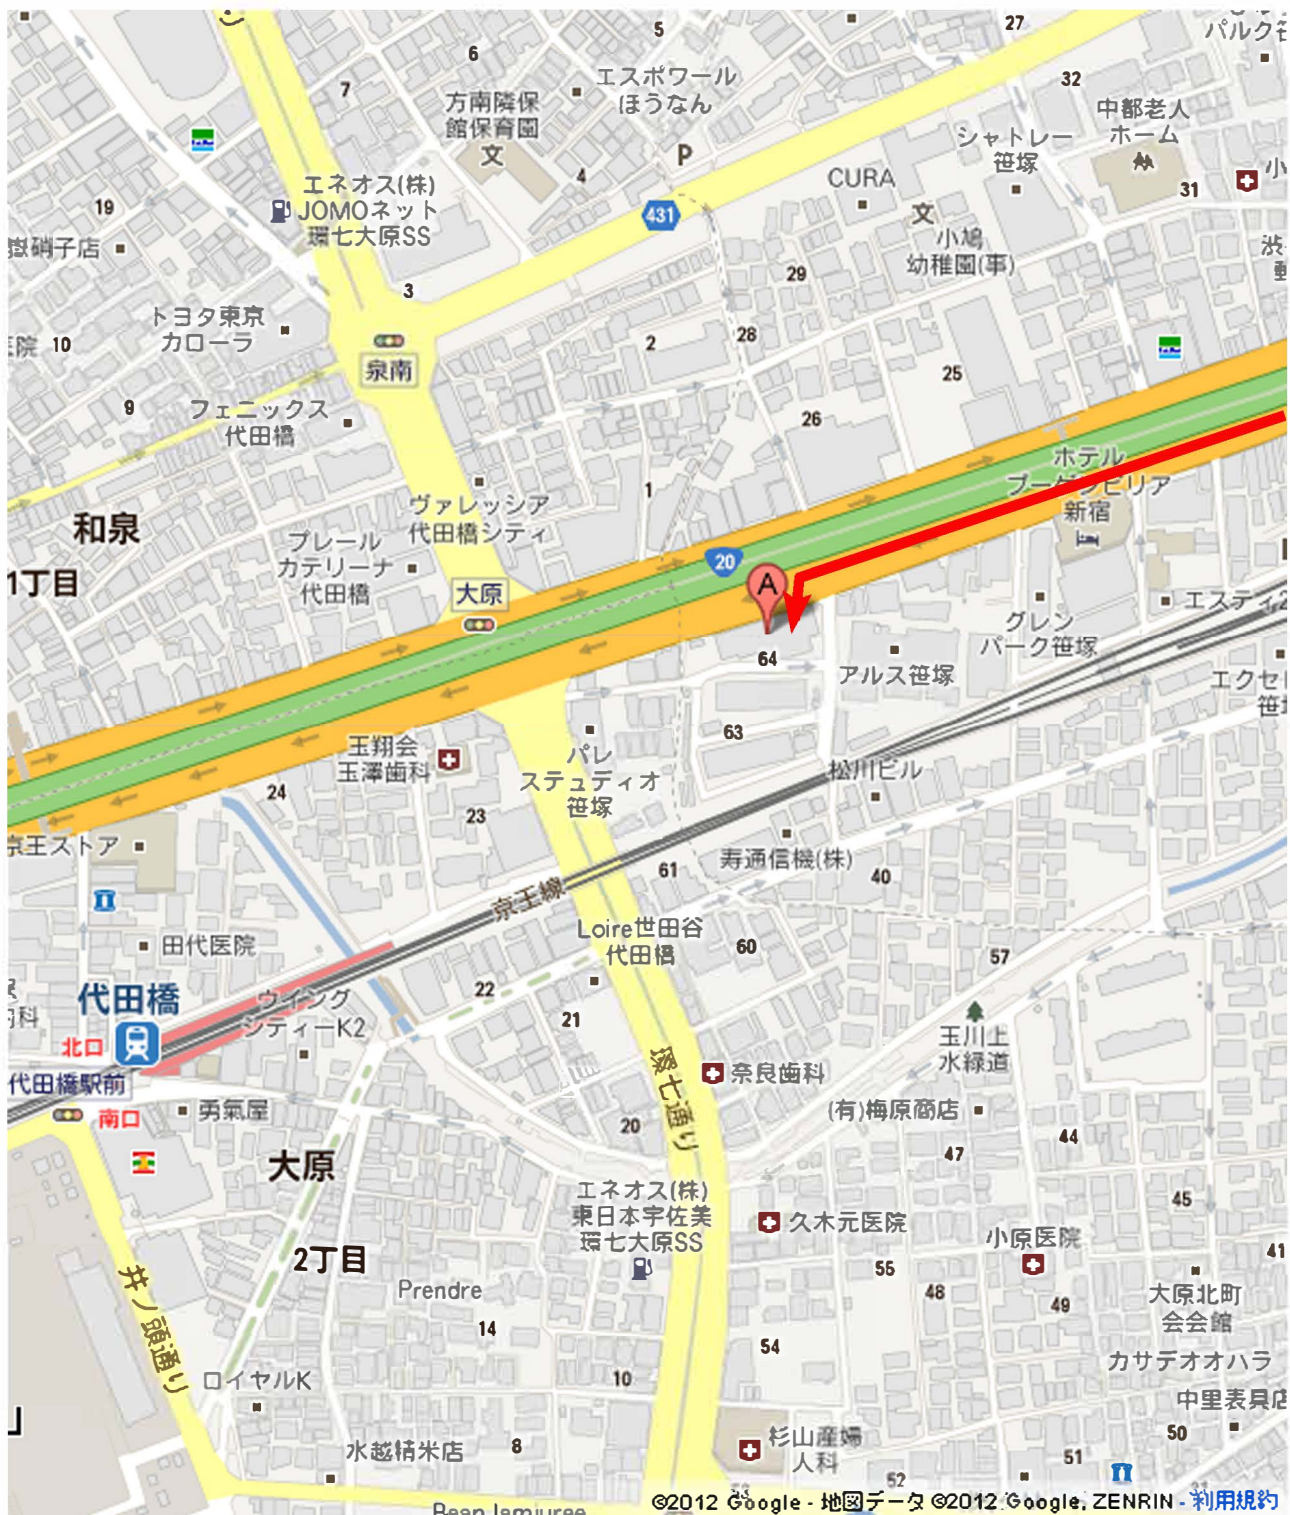 27
パルク笹
5
6
エスポワール
ほうなん
32
7
方南隣保
館保育園
文
中都老人
ホーム
シャトレー
笹塚
P
4
CURA
31
小
エネオス(株)
JOMOネット
環七大原SS
19
431
文
小鳩
幼稚園(事)
硝子店
渋
29
3
トヨタ東京
カローラ
28
2
医院
10
泉南
25
9
フェニックス
代田橋
26
ホテル
ブーゲンビリア
新宿
1
ヴァレッシア
代田橋シティ
和泉
1丁目
プレール
カテリーナ
代田橋
20
A
大原
エスティ
グレン
パーク笹塚
64
アルス笹塚
エクセ
笹
63
玉翔会
玉澤歯科
パレ
ステュディオ
笹塚
松川ビル
24
23
京王ストア
寿通信機(株)
61
40
京王線
Loire世田谷
代田橋
60
田代医院
57
22
代田橋
ウイング
シティーK2
21
科
玉川上
水緑道
北口
環七通り
奈良歯科
代田橋駅前
南口
勇氣屋
(有)梅原商店
20
44
47
大原
エネオス(株)
東日本宇佐美
環七大原SS
45
久木元医院
小原医院
41
2丁目
55
井ノ頭通り
Prendre
48
49
大原北町
会会館
14
54
カサデオオハラ
ロイヤルK
10
中里表具店
50
水越精米店
8
杉山産婦
人科
51
52
53
©2012 Google - 地図データ ©2012 Google, ZENRIN - 利用規約